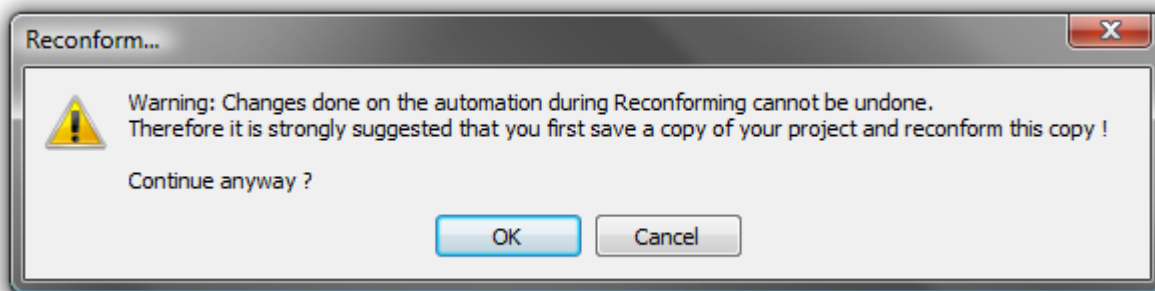 Reconform...
Warning: Changes done on the automation during Reconforming cannot be undone.
Therefore it is strongly suggested that you first save a copy of your project and reconform this copy !
Continue anyway ?
OK
Cancel